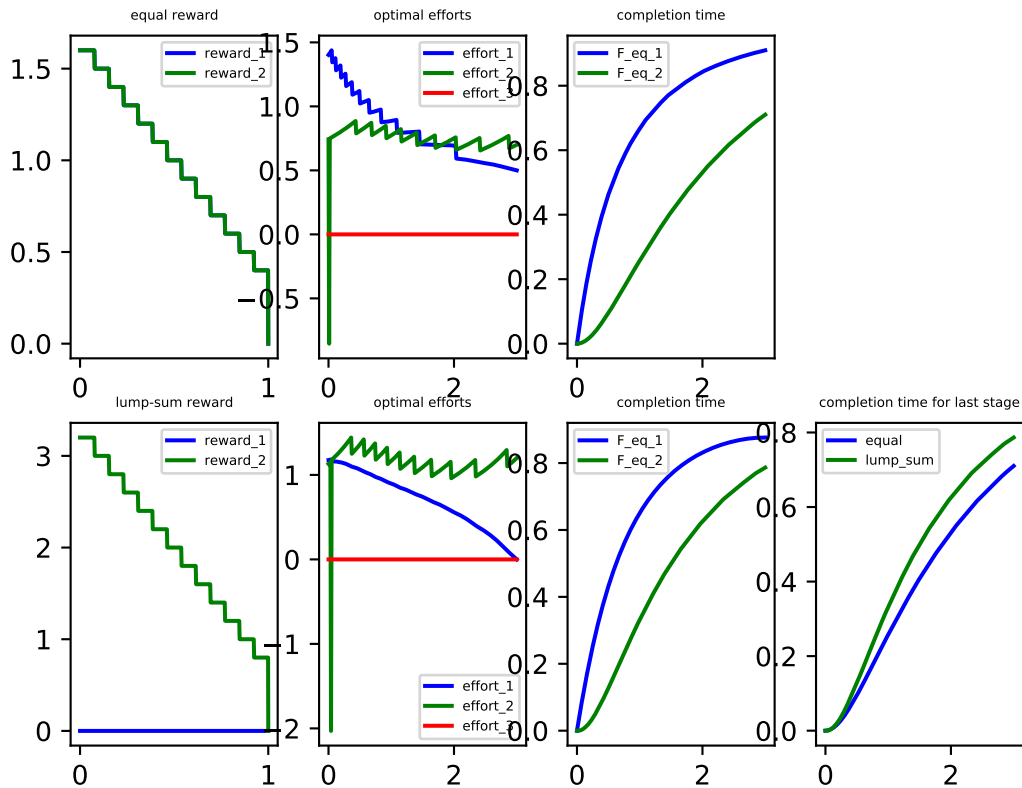 equal reward
reward_1
reward_2
1.5
1.0
0.5
0.0
0
1
optimal efforts
effort_1
effort_2
effort_3
1.5
1.0
0.5
0.0
−0.5
0
2
completion time
F_eq_1
F_eq_2
0.8
0.6
0.4
0.2
0.0
0
2
lump-sum reward
reward_1
reward_2
3
2
1
0
0
1
optimal efforts
effort_1
effort_2
effort_3
1
0
−1
−2
0
2
completion time
F_eq_1
F_eq_2
0.8
0.6
0.4
0.2
0.0
0
2
completion time for last stage
equal
lump_sum
0.8
0.6
0.4
0.2
0.0
0
2